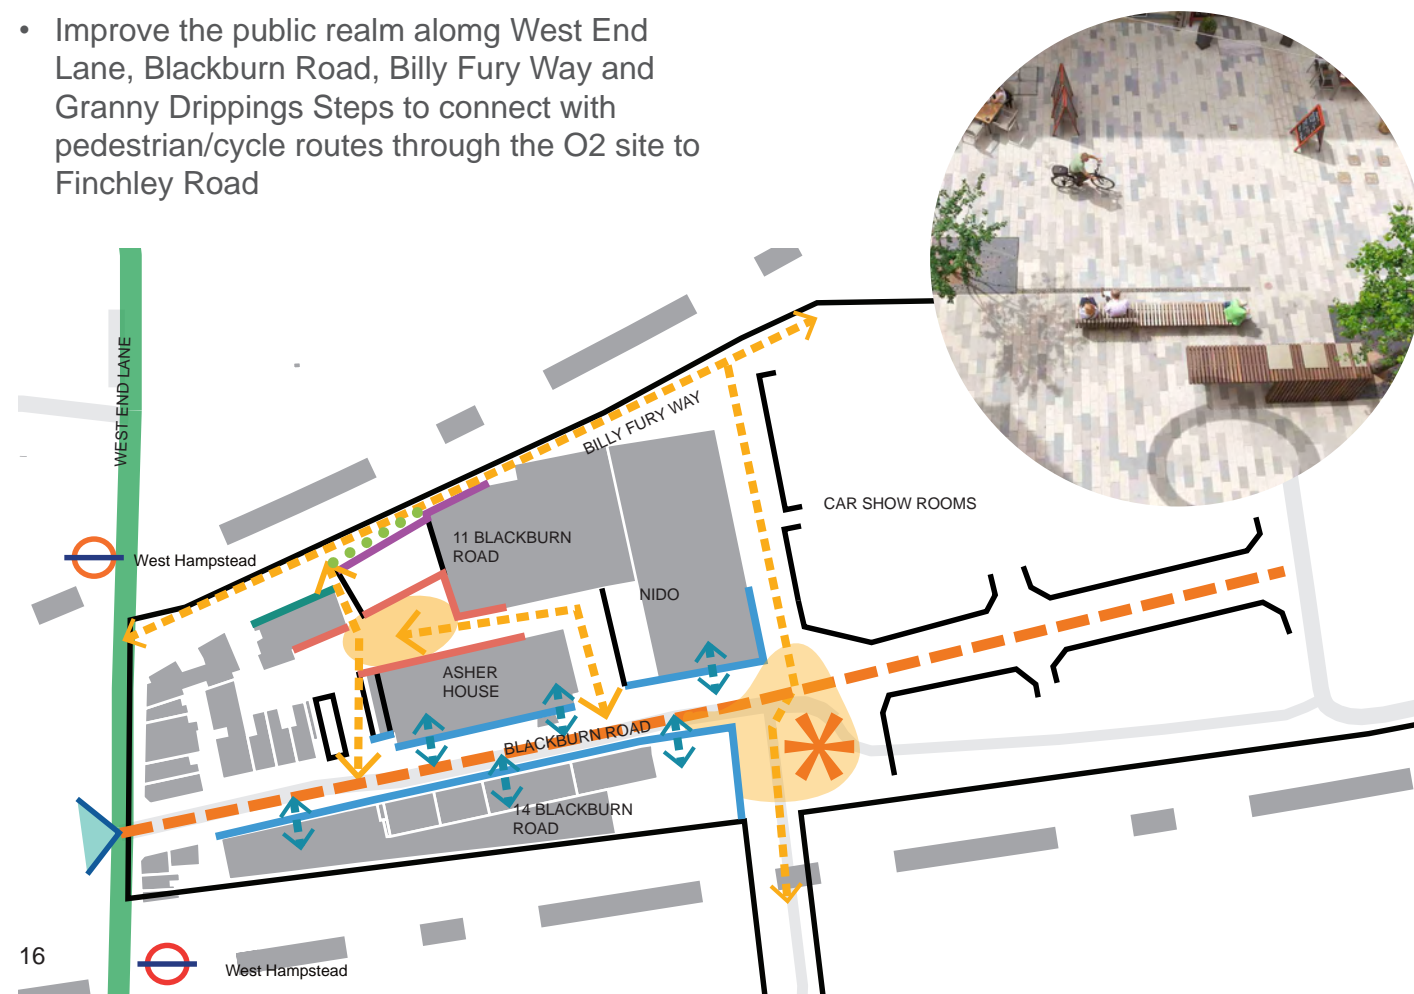 • Improve the public realm alomg West End
Lane, Blackburn Road, Billy Fury Way and
Granny Drippings Steps to connect with
pedestrian/cycle routes through the O2 site to
Finchley Road
WEST END LANE
BILLY FURY WAY
CAR SHOW ROOMS
11 BLACKBURN
ROAD
West Hampstead
NIDO
ASHER
HOUSE
BLACKBURN ROAD
14 BLACKBURN
ROAD
16
West Hampstead